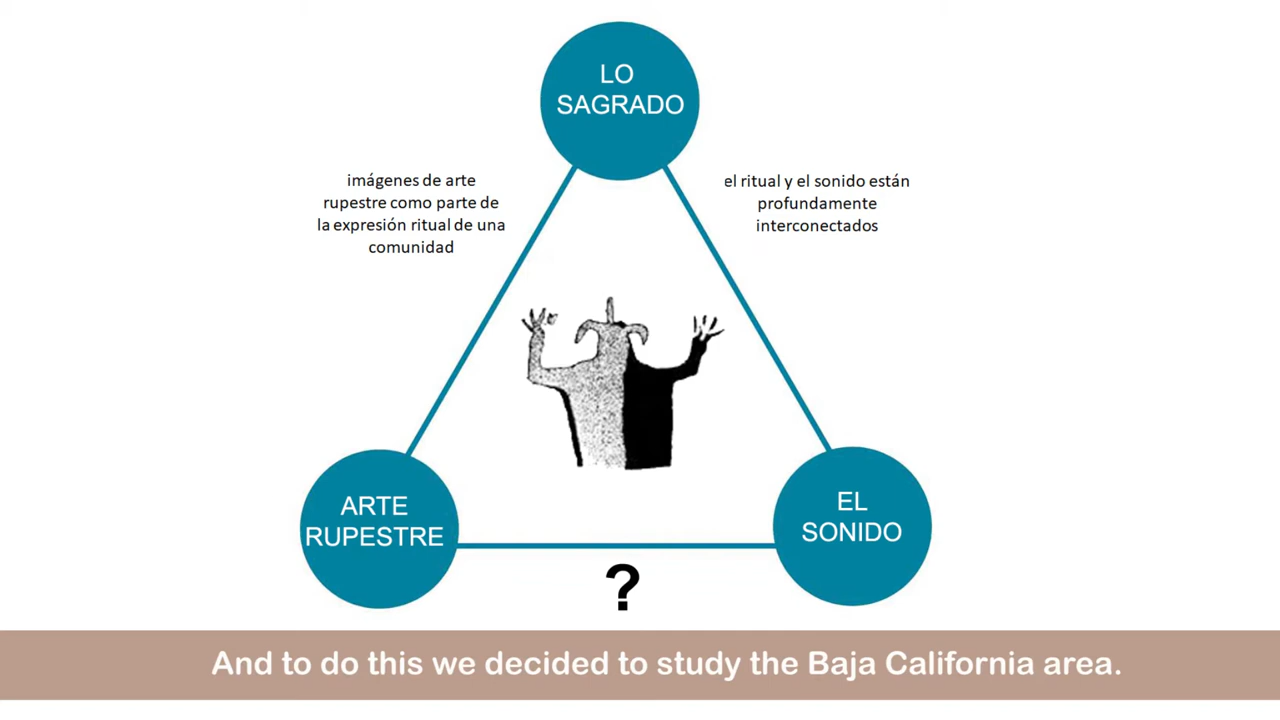 LO
SAGRADO
imágenes de arte
rupestre como parte de
la expresión ritual de una
comunidad
el ritual y el sonido están
profundamente
interconectados
ARTE
RUPESTRE
EL
SONIDO
?
And to do this we decided to study the Baja California area.